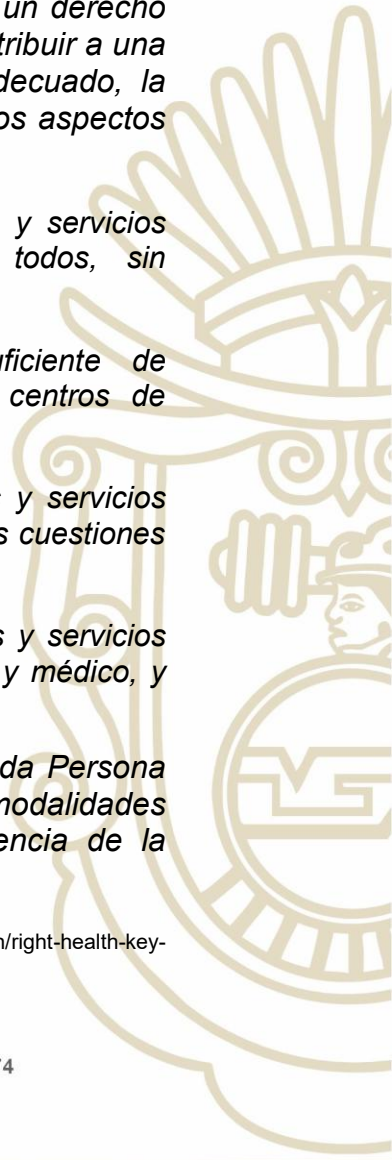 un derecho
tribuir a una
decuado, la
os aspectos
y servicios
todos, sin
uficiente de
centros de
s y servicios
s cuestiones
s y servicios
y médico, y
da Persona
modalidades
encia de la
n/right-health-key-
74